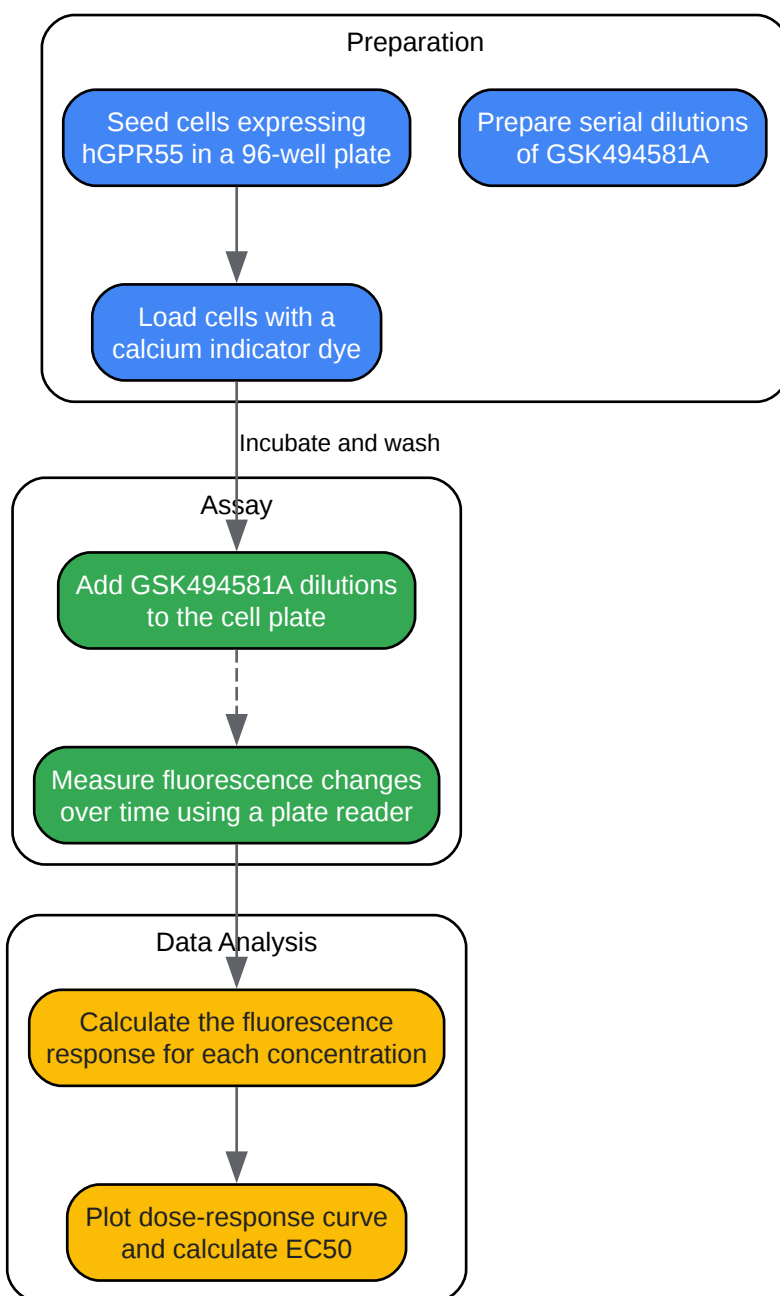 Preparation
Seed cells expressing
hGPR55 in a 96-well plate
Prepare serial dilutions
of GSK494581A
Load cells with a
calcium indicator dye
Incubate and wash
Assay
Add GSK494581A dilutions
to the cell plate
Measure fluorescence changes
over time using a plate reader
Data Analysis
Calculate the fluorescence
response for each concentration
Plot dose-response curve
and calculate EC50